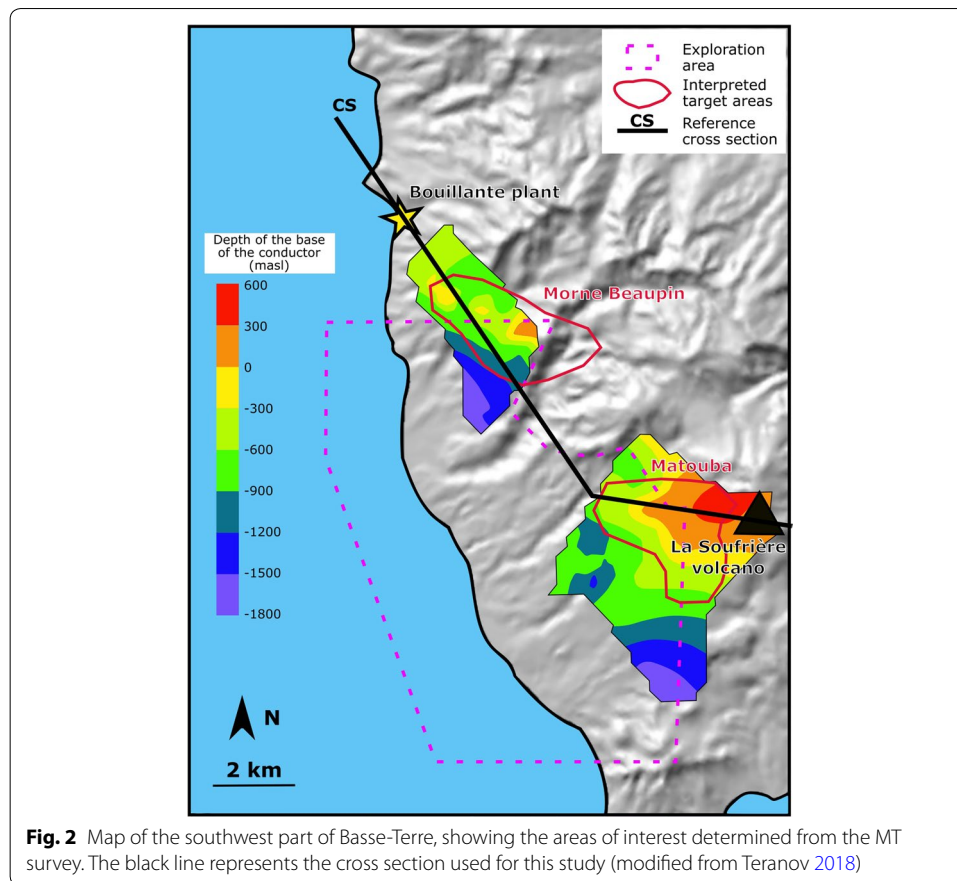 Exploration
area
Interpreted
target areas
CS
Reference
cross section
CS
Bouillante plant
Depth of the base
of the conductor
(masl)
600
300
0
-300
-600
-900
-1200
-1500
-1800
Morne Beaupin
Matouba
La Soufrière
volcano
N
2 km
Fig. 2 Map of the southwest part of Basse-Terre, showing the areas of interest determined from the MT
survey. The black line represents the cross section used for this study (modified from Teranov 2018)